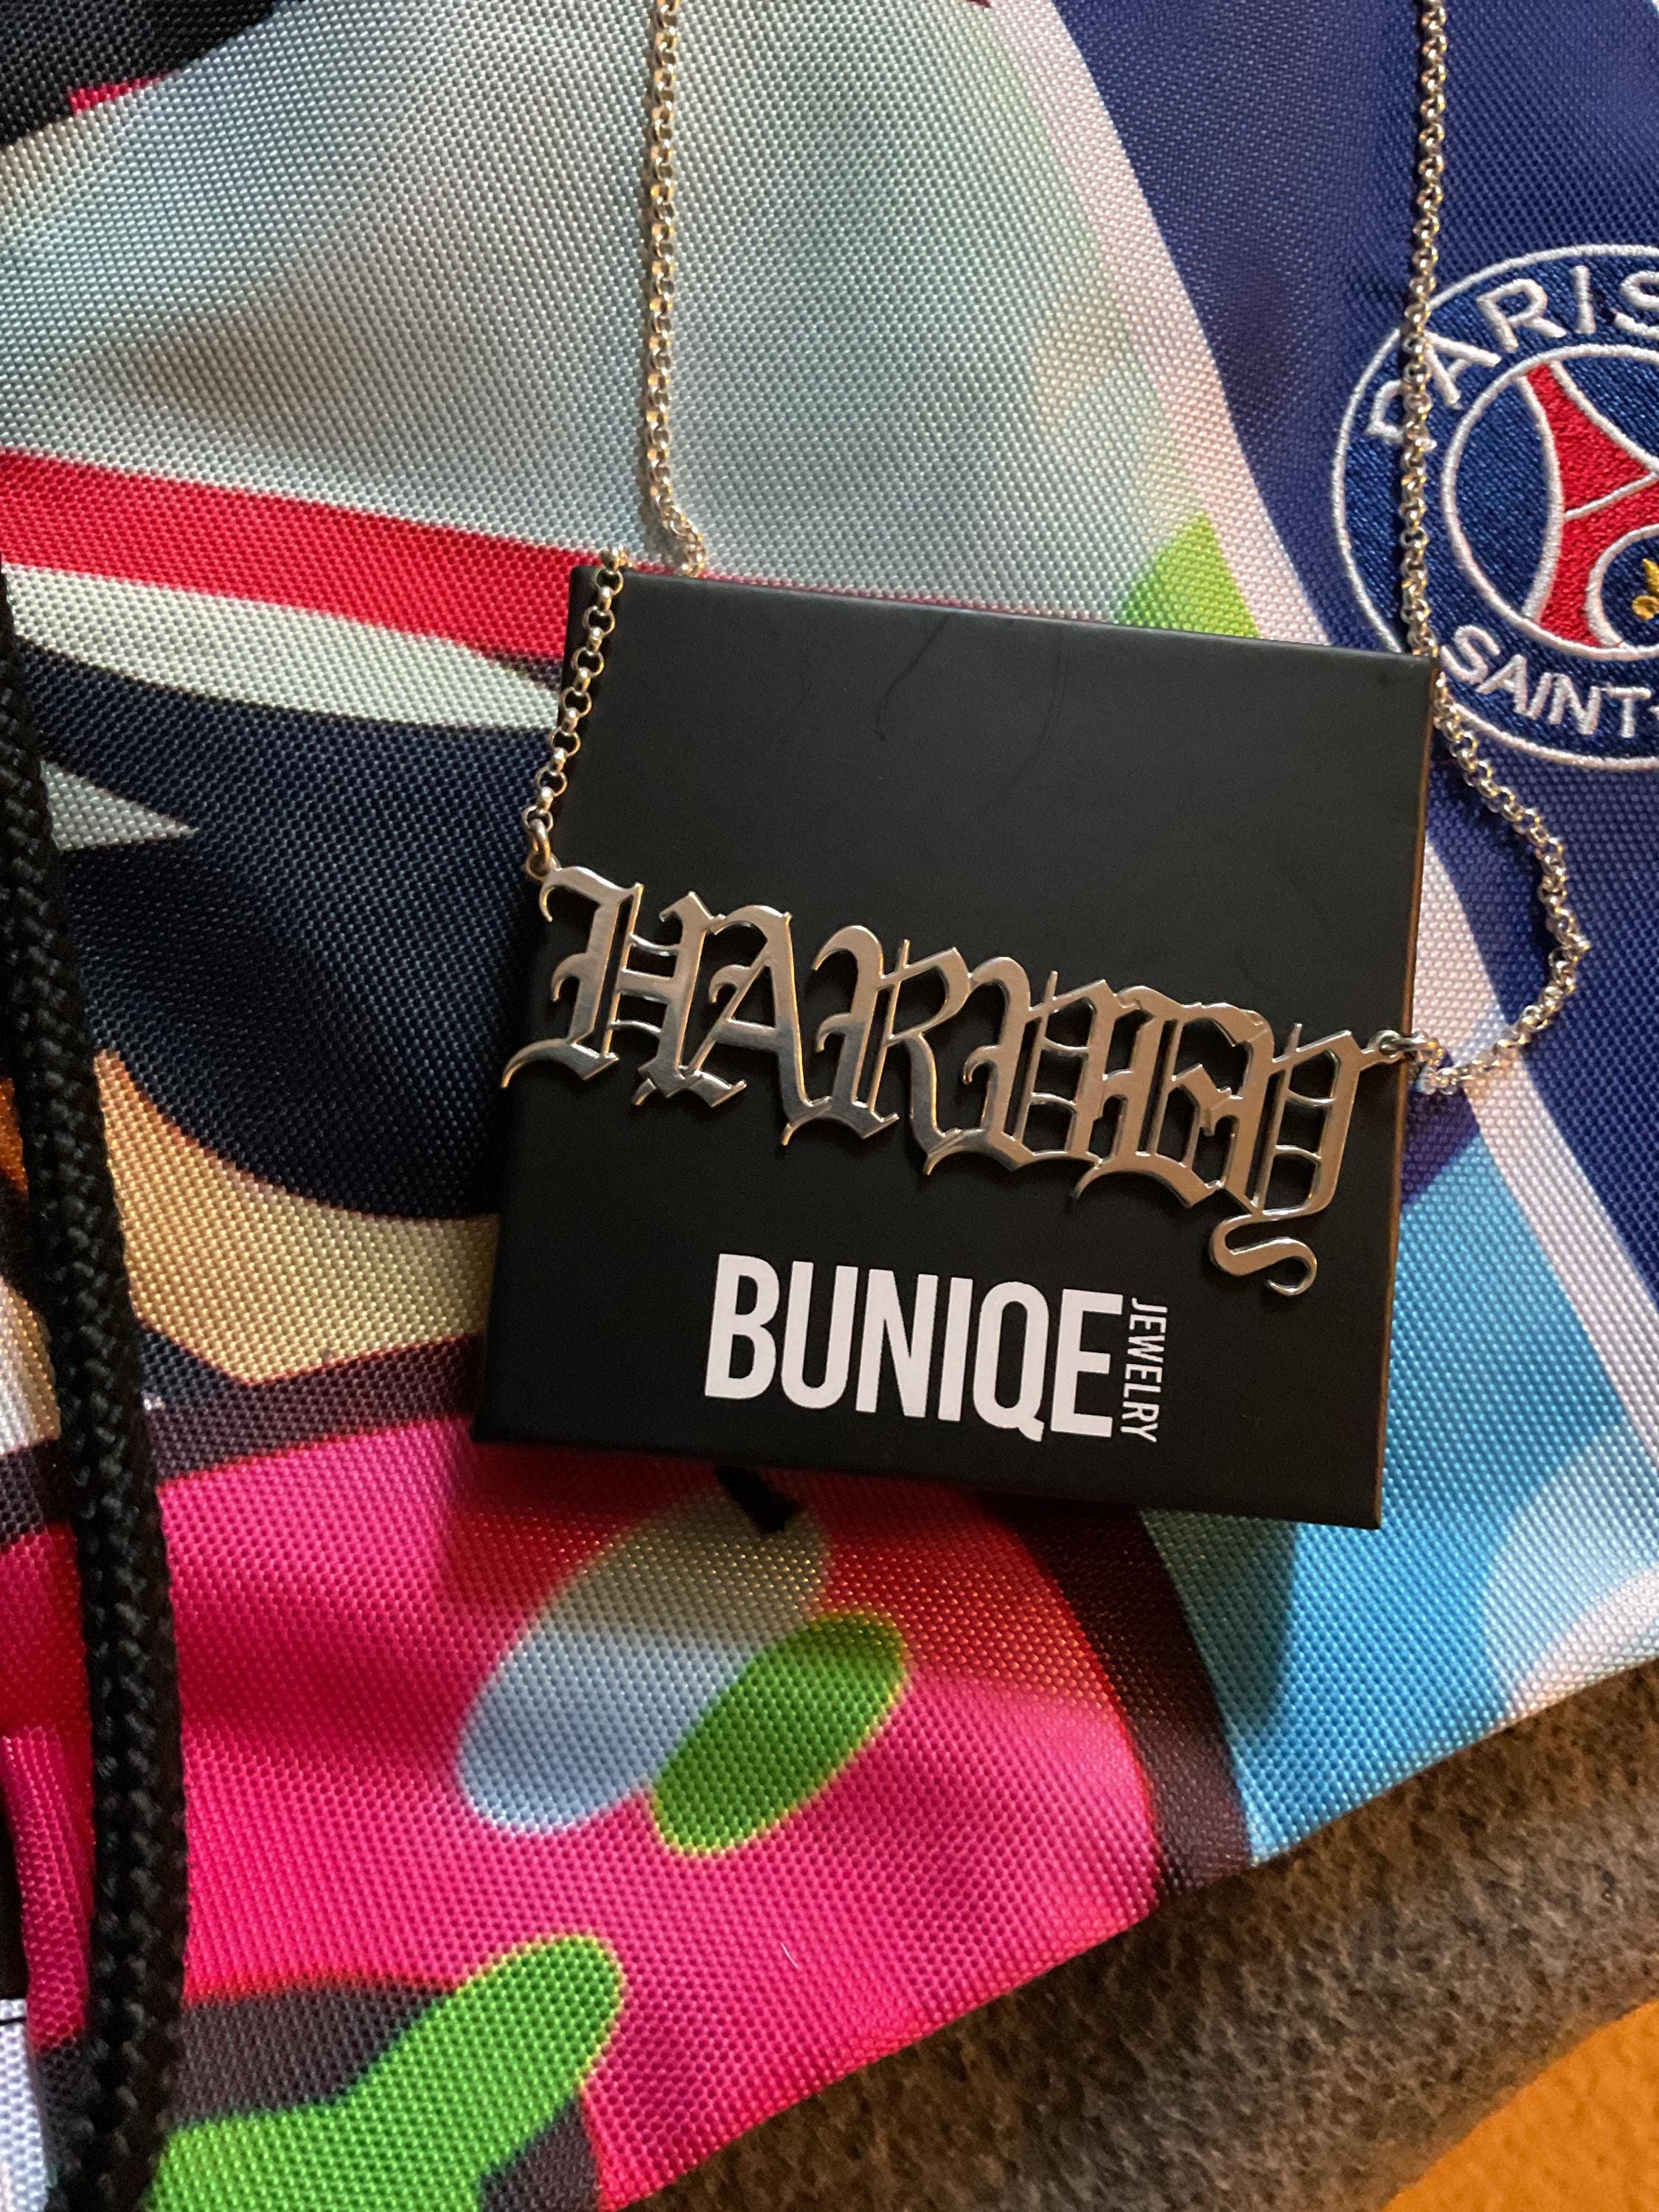 PARIS
SAINT-
HARVEY
BUNIQE
JEWELRY